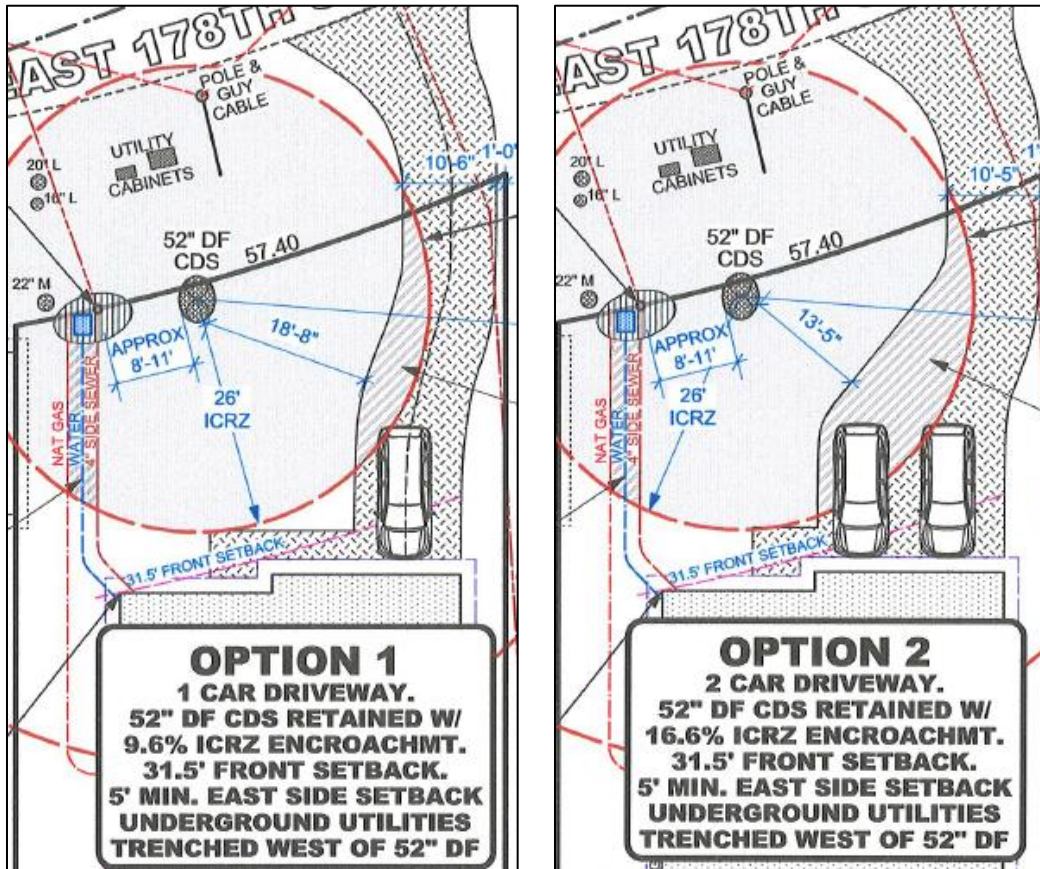 EAST 178TH
POLE &
GUY
CABLE
UTILITY
CABINETS
20" L
16" L
10'-6"
1'-0"
52" DF
CDS
57.40
22" M
APPROX
8'-11'
18'-8"
26'
ICRZ
NAT GAS
WATER
4" SIDE SEWER
31.5' FRONT SETBACK
OPTION 1
1 CAR DRIVEWAY.
52" DF CDS RETAINED W/
9.6% ICRZ ENCROACHMT.
31.5' FRONT SETBACK.
5' MIN. EAST SIDE SETBACK
UNDERGROUND UTILITIES
TRENCHED WEST OF 52" DF
AST 178TH
POLE &
GUY
CABLE
UTILITY
CABINETS
20" L
16" L
10'-5"
52" DF
CDS
57.40
22" M
APPROX
8'-11'
13'-5"
26'
ICRZ
NAT GAS
WATER
4" SIDE SEWER
31.5' FRONT SETBACK
OPTION 2
2 CAR DRIVEWAY.
52" DF CDS RETAINED W/
16.6% ICRZ ENCROACHMT.
31.5' FRONT SETBACK.
5' MIN. EAST SIDE SETBACK
UNDERGROUND UTILITIES
TRENCHED WEST OF 52" DF